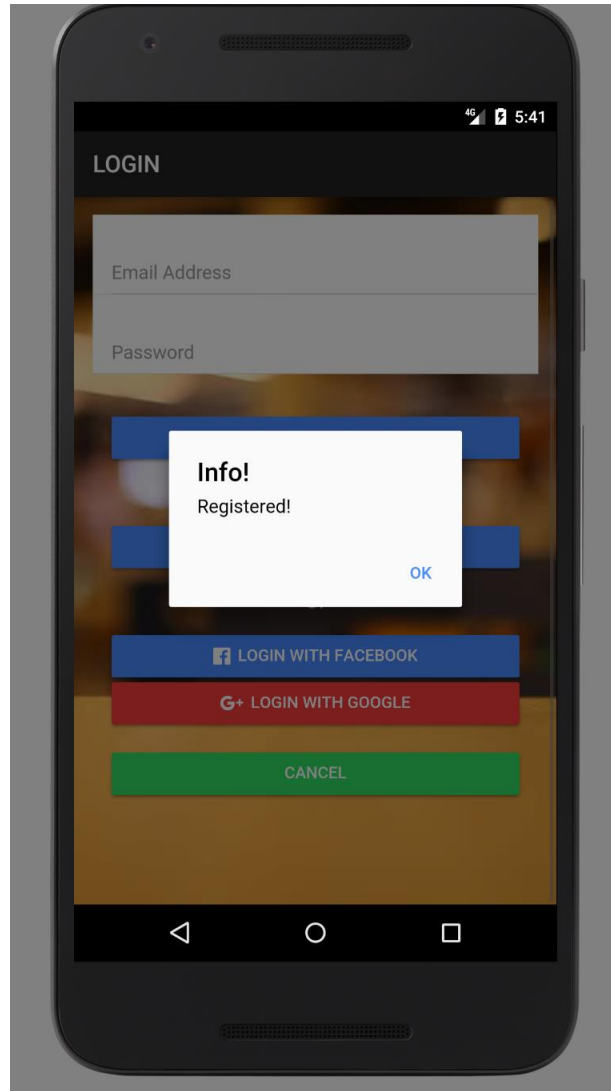 4G 5:41
LOGIN
Email Address
Password
Info!
Registered!
OK
LOGIN WITH FACEBOOK
G+ LOGIN WITH GOOGLE
CANCEL